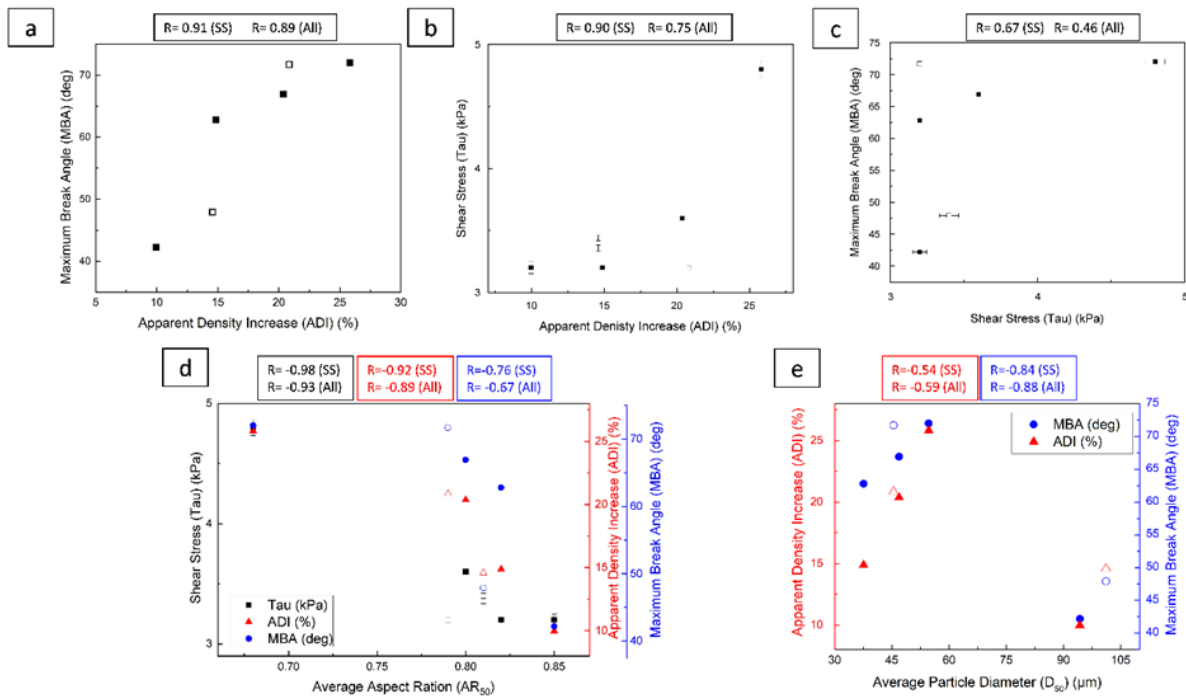 a
R= 0.91 (SS) R= 0.89 (All)
Maximum Break Angle (MBA) (deg)
70
60
50
40
5
10
15
20
25
30
Apparent Density Increase (ADI) (%)
b
R= 0.90 (SS) R= 0.75 (All)
Shear Stress (Tau) (kPa)
5
4
3
10
15
20
25
Apparent Denisty Increase (ADI) (%)
c
R= 0.67 (SS) R= 0.46 (All)
Maximum Break Angle (MBA) (deg)
75
70
65
60
55
50
45
40
3
4
5
Shear Stress (Tau) (kPa)
d
R= -0.98 (SS)
R= -0.93 (All)
R=-0.92 (SS)
R= -0.89 (All)
R=-0.76 (SS)
R= -0.67 (All)
Shear Stress (Tau) (kPa)
5
4
3
Tau (kPa)
ADI (%)
MBA (deg)
0.70
0.75
0.80
0.85
Average Aspect Ration (AR50)
25
20
15
10
Apparent Density Increase (ADI) (%)
70
60
50
40
Maximum Break Angle (MBA) (deg)
e
R=-0.54 (SS)
R= -0.59 (All)
R=-0.84 (SS)
R= -0.88 (All)
Apparent Density Increase (ADI) (%)
25
20
15
10
MBA (deg)
ADI (%)
30
45
60
75
90
105
Average Particle Diameter (D50) (μm)
75
70
65
60
55
50
45
40
Maximum Break Angle (MBA) (deg)